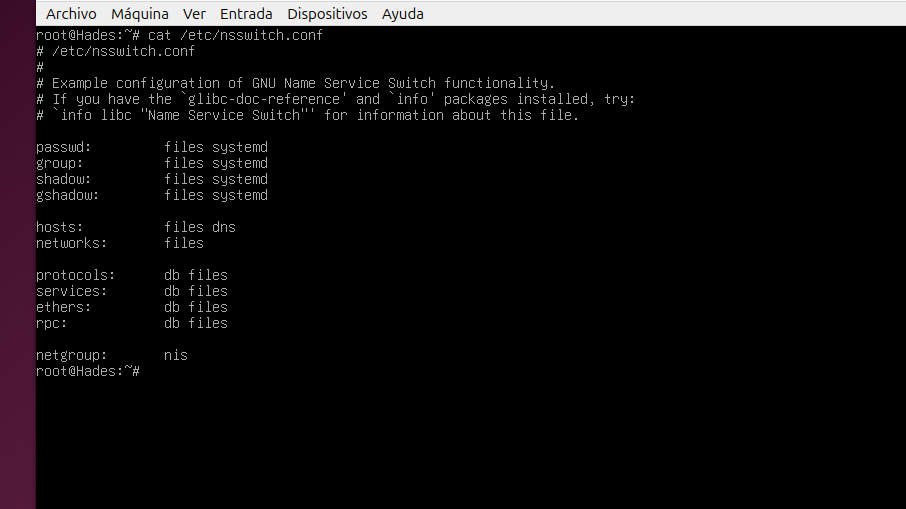 Archivo Máquina Ver Entrada Dispositivos Ayuda
root@Hades:~# cat /etc/nsswitch.conf
# /etc/nsswitch.conf
#
# Example configuration of GNU Name Service Switch functionality.
# If you have the `glibc-doc-reference' and `info' packages installed, try:
# `info libc "Name Service Switch"' for information about this file.
passwd:         files systemd
group:          files systemd
shadow:         files systemd
gshadow:        files systemd
hosts:          files dns
networks:       files
protocols:      db files
services:       db files
ethers:         db files
rpc:            db files
netgroup:       nis
root@Hades:~#